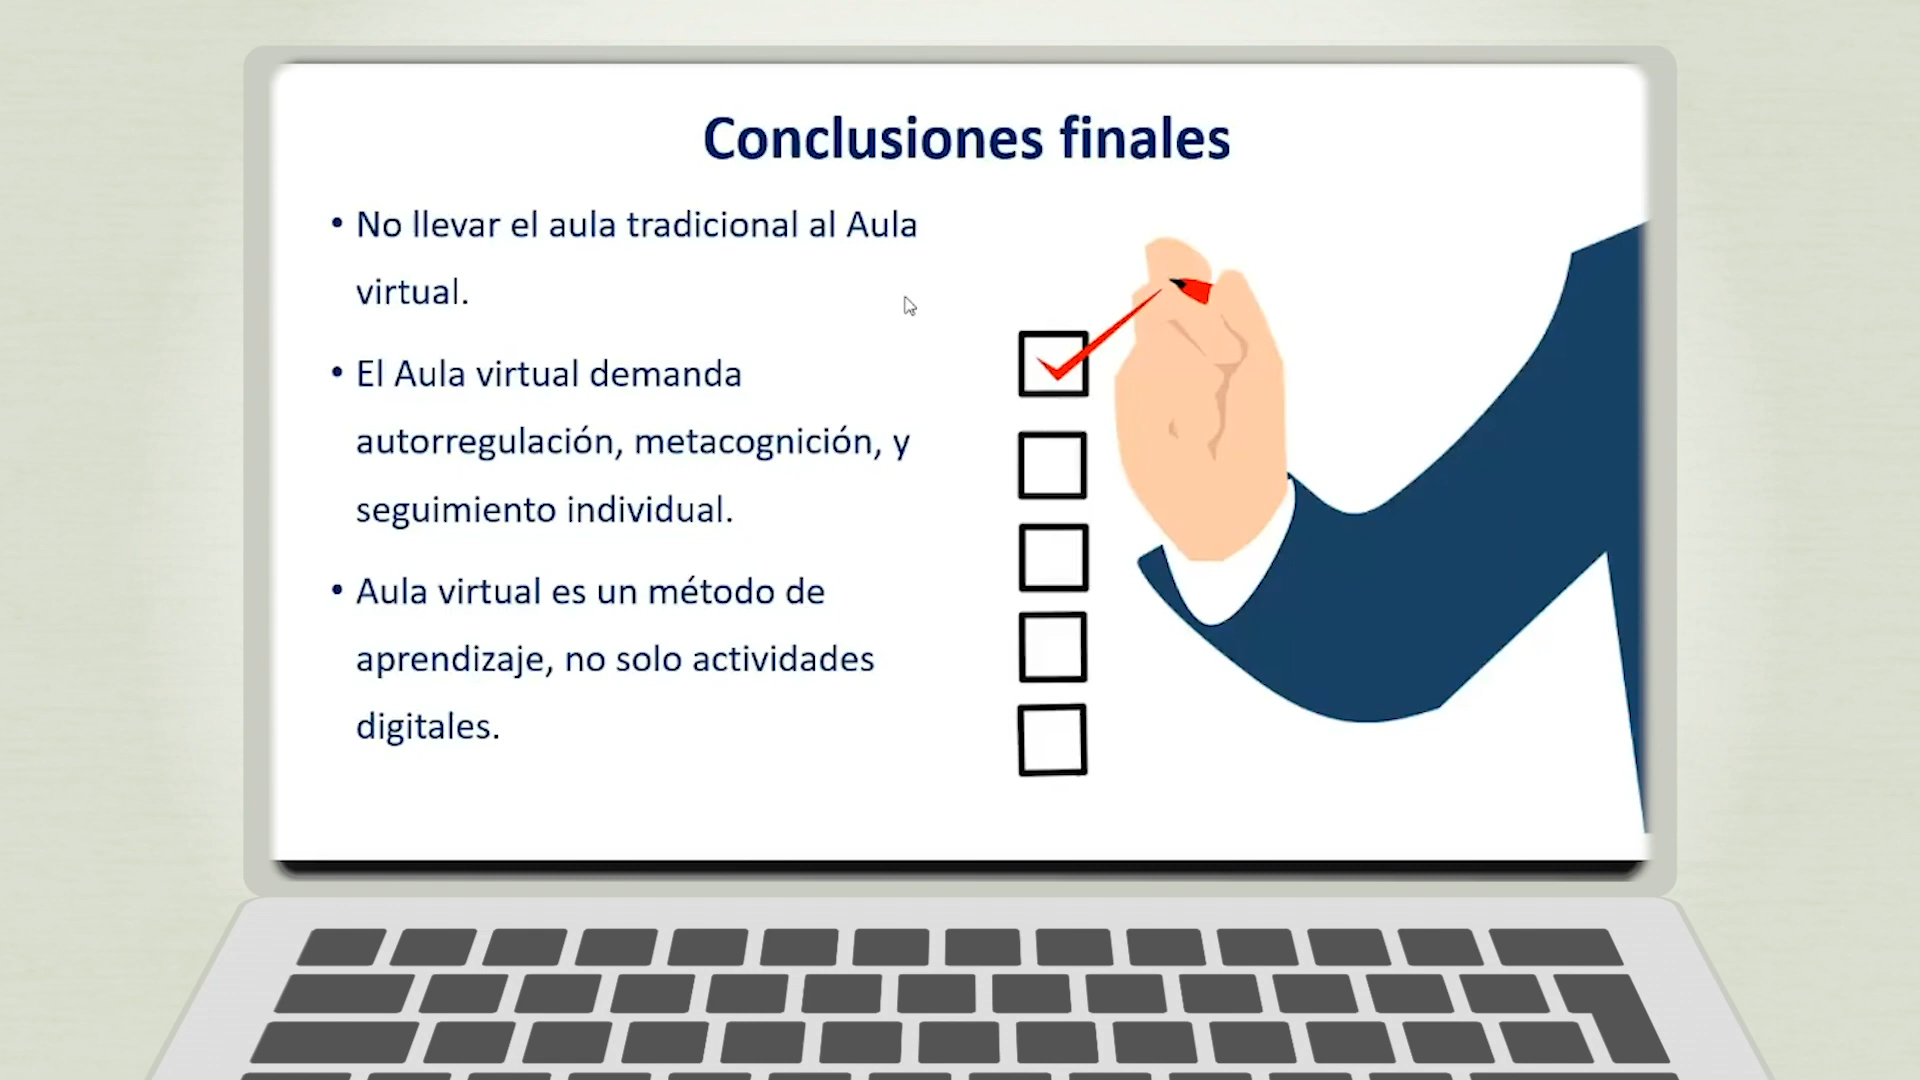 Conclusiones finales
• No llevar el aula tradicional al Aula
virtual.
• El Aula virtual demanda
autorregulación, metacognición, y
seguimiento individual.
• Aula virtual es un método de
aprendizaje, no solo actividades
digitales.